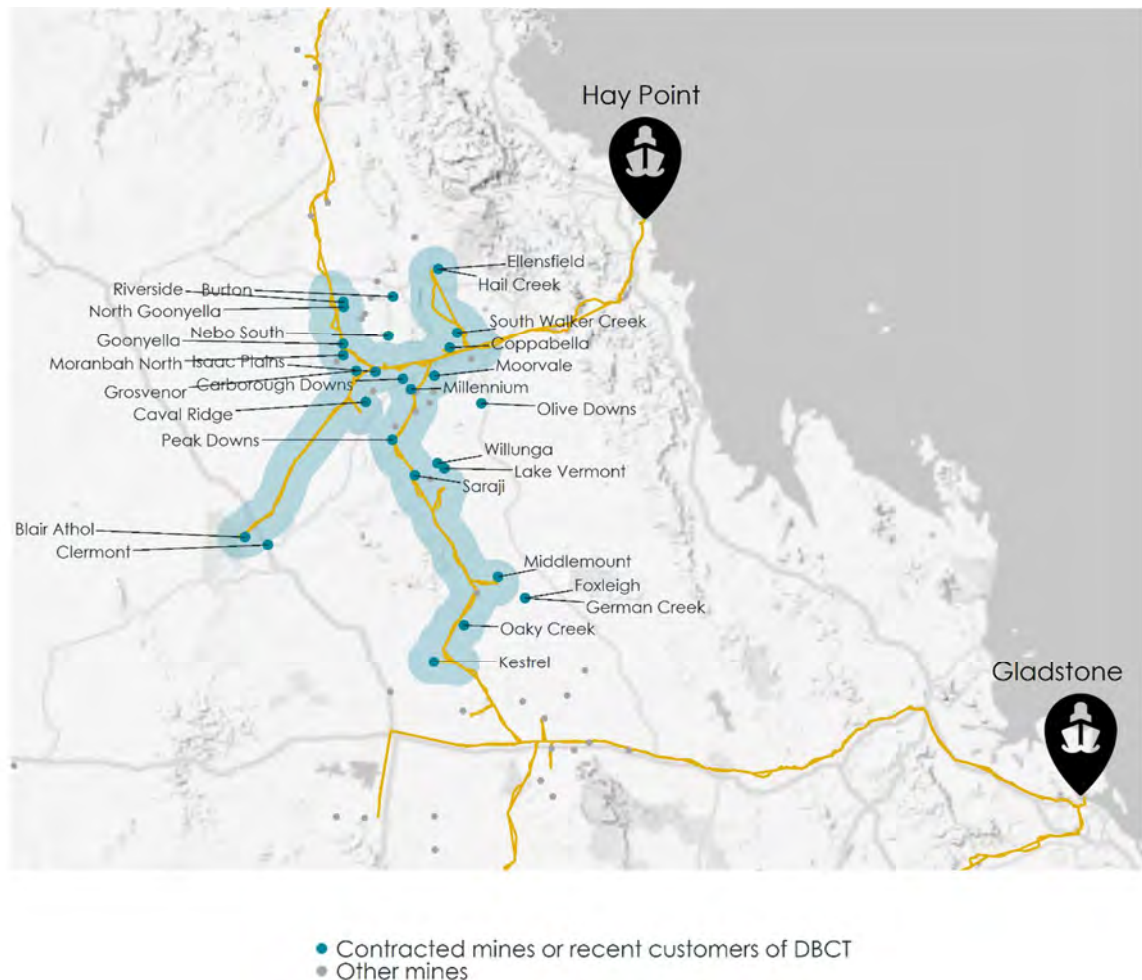 Hay Point
Ellensfield
Riverside Burton
Hail Creek
North Goonyella
South Walker Creek
Nebo South
Goonyella
Coppabella
Moranbah North Isaac Plains
Moorvale
Grosvenor Carborough Downs
Millennium
Caval Ridge
Olive Downs
Peak Downs
Willunga
Lake Vermont
Saraji
Blair Athol
Clermont
Middlemount
Foxleigh
German Creek
Oaky Creek
Kestrel
Gladstone
Contracted mines or recent customers of DBCT
Other mines